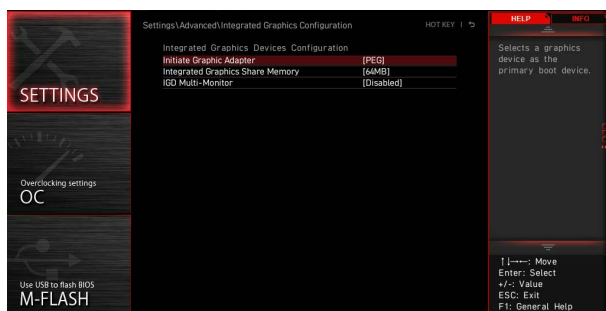 Settings\Advanced\Integrated Graphics Configuration
HOT KEY |
HELP
INFO
SETTINGS
Overclocking settings
OC
Use USB to flash BIOS
M-FLASH
Integrated Graphics Devices Configuration
Initiate Graphic Adapter [PEG]
Integrated Graphics Share Memory [64MB]
IGD Multi-Monitor [Disabled]
Selects a graphics
device as the
primary boot device.
↑↓→←: Move
Enter: Select
+/-: Value
ESC: Exit
F1: General Help